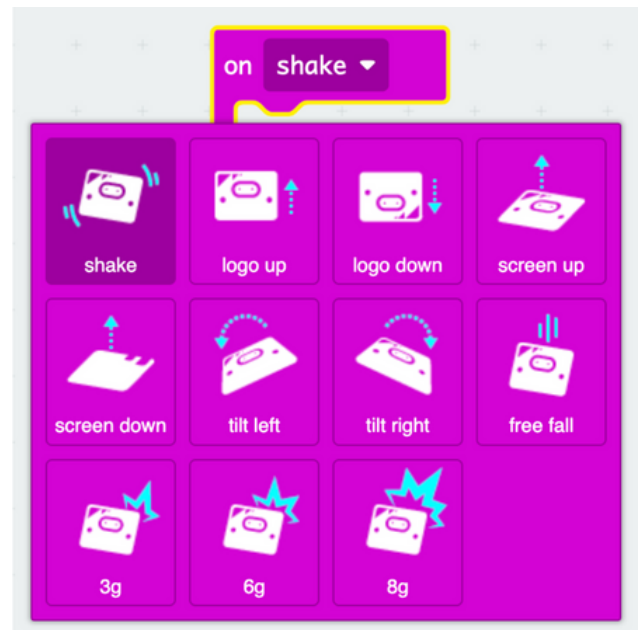 on shake
shake
logo up
logo down
screen up
screen down
tilt left
tilt right
free fall
3g
6g
8g